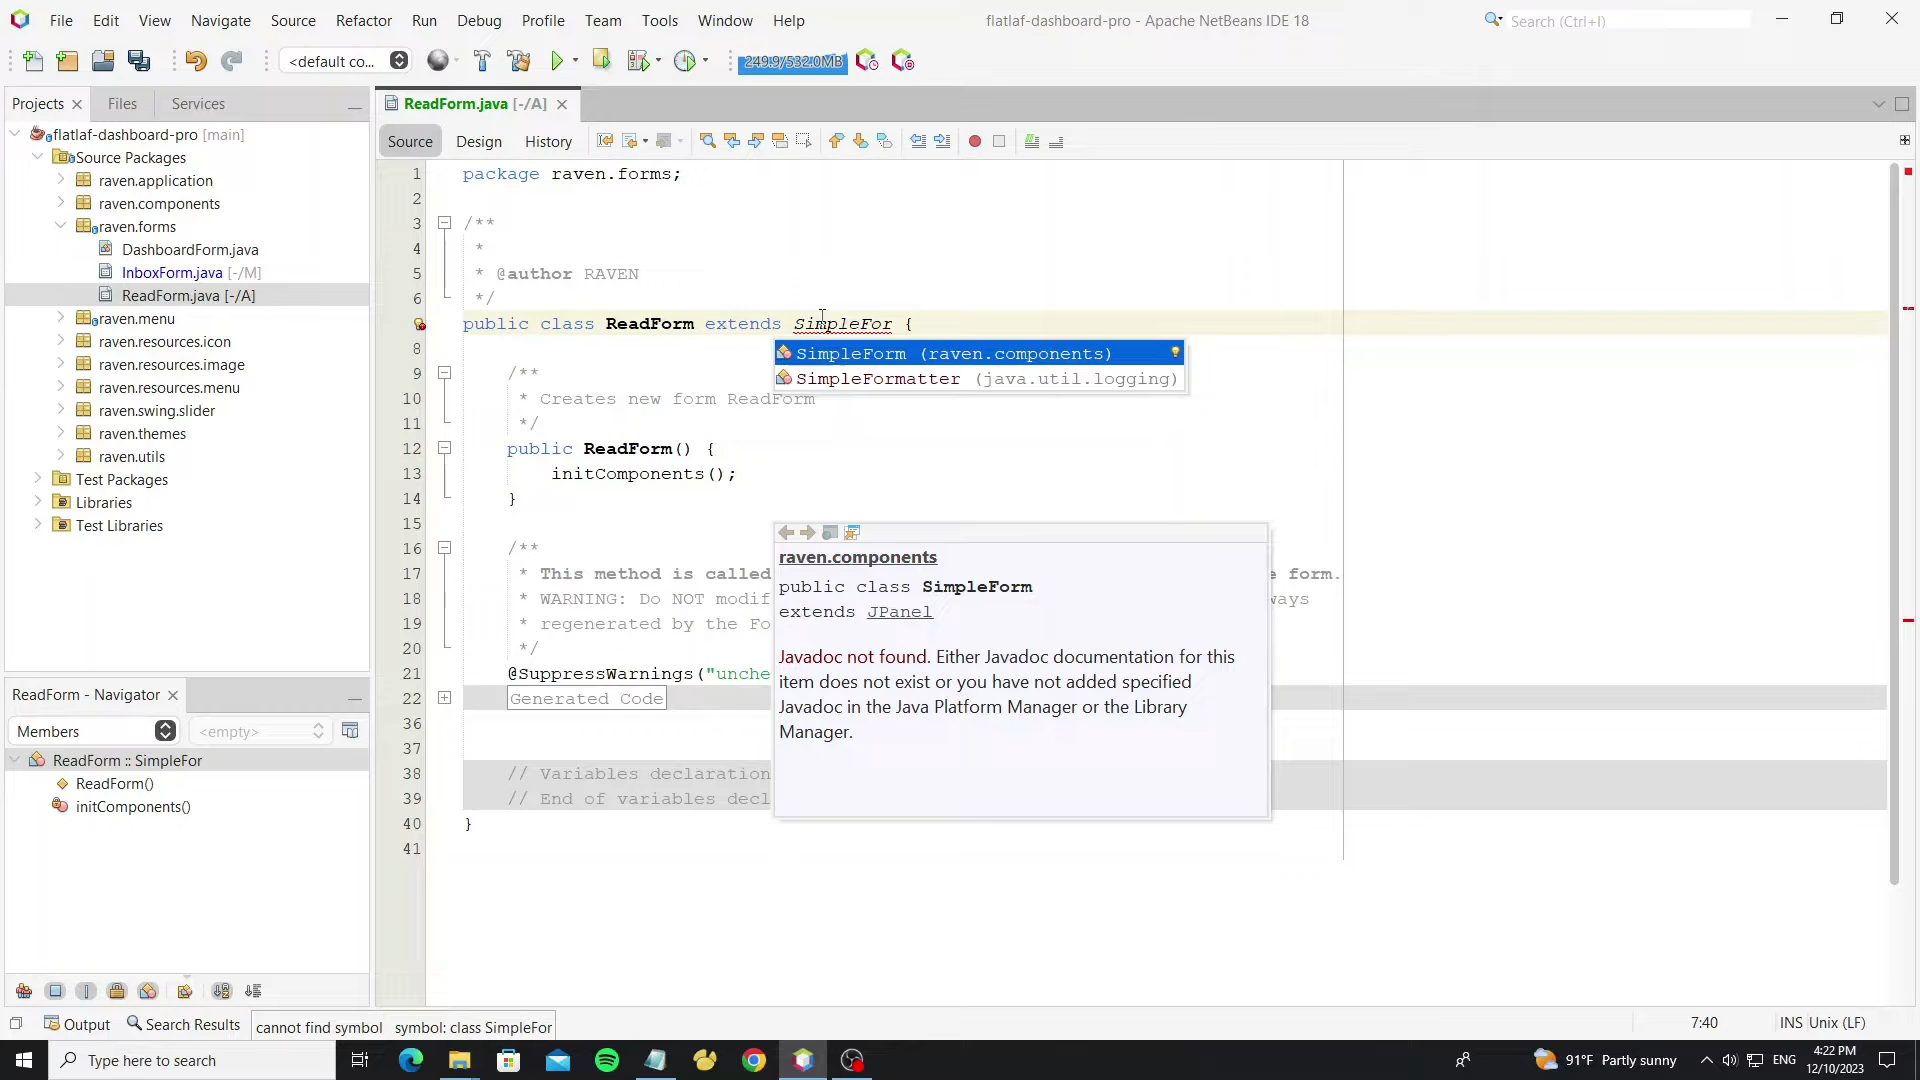 File Edit View Navigate Source Refactor Run Debug Profile Team Tools Window Help
flatlaf-dashboard-pro - Apache NetBeans IDE 18
Search (Ctrl+I)
<default co...
249.9/532.0MB
Projects Files Services
flatlaf-dashboard-pro [main]
Source Packages
raven.application
raven.components
raven.forms
DashboardForm.java
InboxForm.java [-/M]
ReadForm.java [-/A]
raven.menu
raven.resources.icon
raven.resources.image
raven.resources.menu
raven.swing.slider
raven.themes
raven.utils
Test Packages
Libraries
Test Libraries
ReadForm - Navigator
Members
<empty>
ReadForm :: SimpleFor
ReadForm()
initComponents()
ReadForm.java [-/A]
Source Design History
1 package raven.forms;
2
3 /**
4 *
5 * @author RAVEN
6 */
public class ReadForm extends SimpleFor {
8
9 /**
10 * Creates new form ReadForm
11 */
12 public ReadForm() {
13 initComponents();
14 }
15
16 /**
17 * This method is called e form.
18 * WARNING: Do NOT modif ways
19 * regenerated by the Fo
20 */
21 @SuppressWarnings("unche
22 Generated Code
36
37
38 // Variables declaration
39 // End of variables decl
40 }
41
SimpleForm (raven.components)
SimpleFormatter (java.util.logging)
raven.components
public class SimpleForm
extends JPanel
Javadoc not found. Either Javadoc documentation for this
item does not exist or you have not added specified
Javadoc in the Java Platform Manager or the Library
Manager.
Output Search Results
cannot find symbol symbol: class SimpleFor
7:40 INS Unix (LF)
Type here to search
91°F Partly sunny
ENG
4:22 PM
12/10/2023